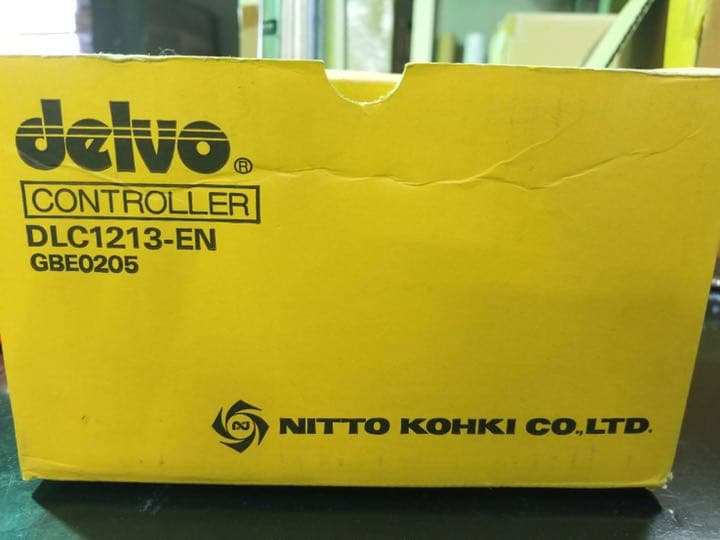 delvo®
CONTROLLER
DLC1213-EN
GBE0205
NITTO KOHKI CO.,LTD.